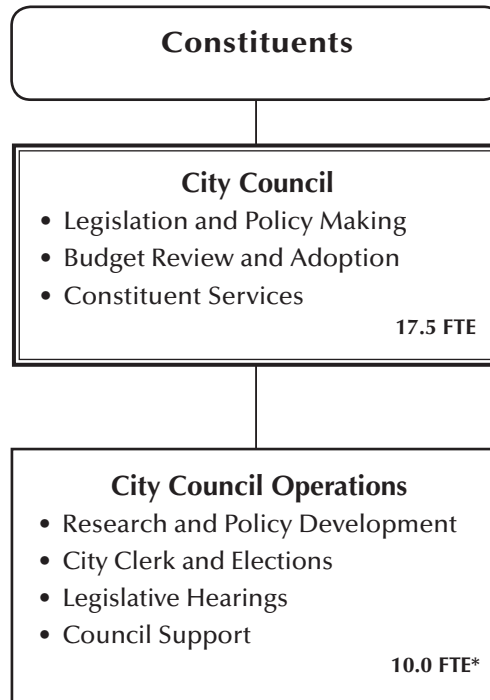 Constituents
City Council
• Legislation and Policy Making
• Budget Review and Adoption
• Constituent Services
17.5 FTE
City Council Operations
• Research and Policy Development
• City Clerk and Elections
• Legislative Hearings
• Council Support
10.0 FTE*